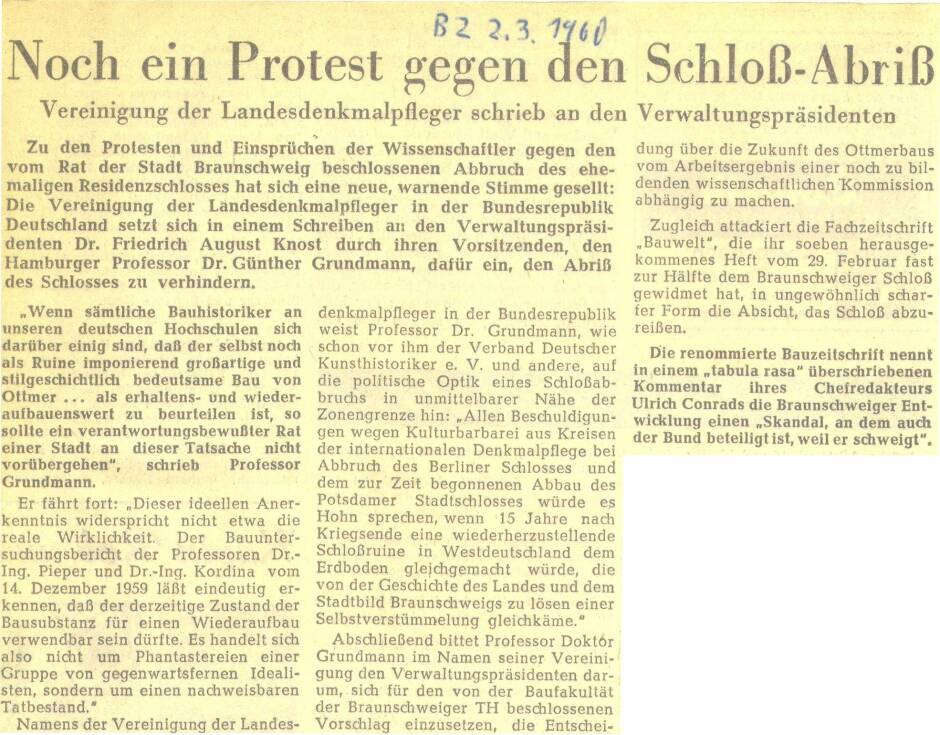 BZ 2.3.1960
Noch ein Protest gegen den Schloß-Abriß
Vereinigung der Landesdenkmalpfleger schrieb an den Verwaltungspräsidenten
Zu den Protesten und Einsprüchen der Wissenschaftler gegen den
vom Rat der Stadt Braunschweig beschlossenen Abbruch des ehe-
maligen Residenzschlosses hat sich eine neue, warnende Stimme gesellt:
Die Vereinigung der Landesdenkmalpfleger in der Bundesrepublik
Deutschland setzt sich in einem Schreiben an den Verwaltungspräsi-
denten Dr. Friedrich August Knost durch ihren Vorsitzenden, den
Hamburger Professor Dr. Günther Grundmann, dafür ein, den Abriß
des Schlosses zu verhindern.
„Wenn sämtliche Bauhistoriker an
unseren deutschen Hochschulen sich
darüber einig sind, daß der selbst noch
als Ruine imponierend großartige und
stilgeschichtlich bedeutsame Bau von
Ottmer ... als erhaltens- und wieder-
aufbauenswert zu beurteilen ist, so
sollte ein verantwortungsbewußter Rat
einer Stadt an dieser Tatsache nicht
vorübergehen“, schrieb Professor
Grundmann.
Er fährt fort: „Dieser ideellen Aner-
kenntnis widerspricht nicht etwa die
reale Wirklichkeit. Der Bauunter-
suchungsbericht der Professoren Dr.-
Ing. Pieper und Dr.-Ing. Kordina vom
14. Dezember 1959 läßt eindeutig er-
kennen, daß der derzeitige Zustand der
Bausubstanz für einen Wiederaufbau
verwendbar sein dürfte. Es handelt sich
also nicht um Phantastereien einer
Gruppe von gegenwartsfernen Ideali-
sten, sondern um einen nachweisbaren
Tatbestand.“
Namens der Vereinigung der Landes-
denkmalpfleger in der Bundesrepublik
weist Professor Dr. Grundmann, wie
schon vor ihm der Verband Deutscher
Kunsthistoriker e. V. und andere, auf
die politische Optik eines Schloßab-
bruchs in unmittelbarer Nähe der
Zonengrenze hin: „Allen Beschuldigun-
gen wegen Kulturbarbarei aus Kreisen
der internationalen Denkmalpflege bei
Abbruch des Berliner Schlosses und
dem zur Zeit begonnenen Abbau des
Potsdamer Stadtschlosses würde es
Hohn sprechen, wenn 15 Jahre nach
Kriegsende eine wiederherzustellende
Schloßruine in Westdeutschland dem
Erdboden gleichgemacht würde, die
von der Geschichte des Landes und dem
Stadtbild Braunschweigs zu lösen einer
Selbstverstümmelung gleichkäme.“
Abschließend bittet Professor Doktor
Grundmann im Namen seiner Vereini-
gung den Verwaltungspräsidenten dar-
um, sich für den von der Baufakultät
der Braunschweiger TH beschlossenen
Vorschlag einzusetzen, die Entschei-
dung über die Zukunft des Ottmerbaus
vom Arbeitsergebnis einer noch zu bil-
denden wissenschaftlichen Kommission
abhängig zu machen.
Zugleich attackiert die Fachzeitschrift
„Bauwelt“, die ihr soeben herausge-
kommenes Heft vom 29. Februar fast
zur Hälfte dem Braunschweiger Schloß
gewidmet hat, in ungewöhnlich schar-
fer Form die Absicht, das Schloß abzu-
reißen.
Die renommierte Bauzeitschrift nennt
in einem „tabula rasa“ überschriebenen
Kommentar ihres Chefredakteurs
Ulrich Conrads die Braunschweiger Ent-
wicklung einen „Skandal, an dem auch
der Bund beteiligt ist, weil er schweigt“.